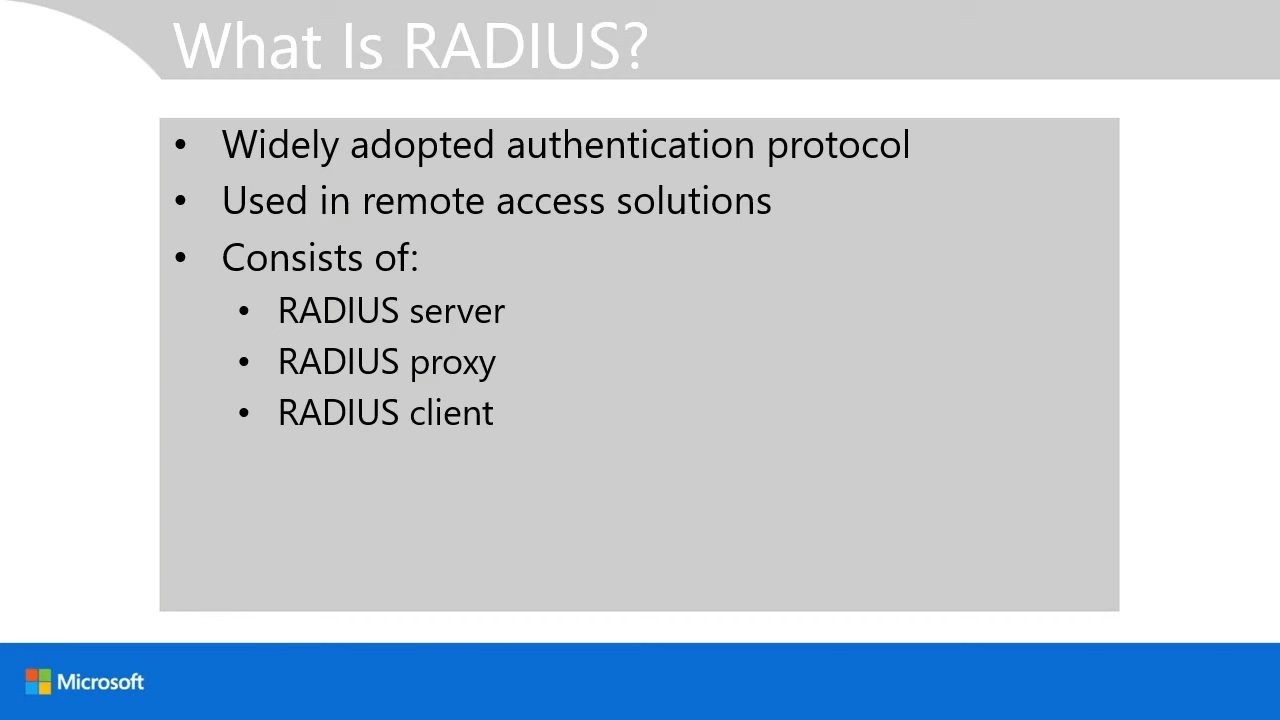 What Is RADIUS?
• Widely adopted authentication protocol
• Used in remote access solutions
• Consists of:
• RADIUS server
• RADIUS proxy
• RADIUS client
Microsoft